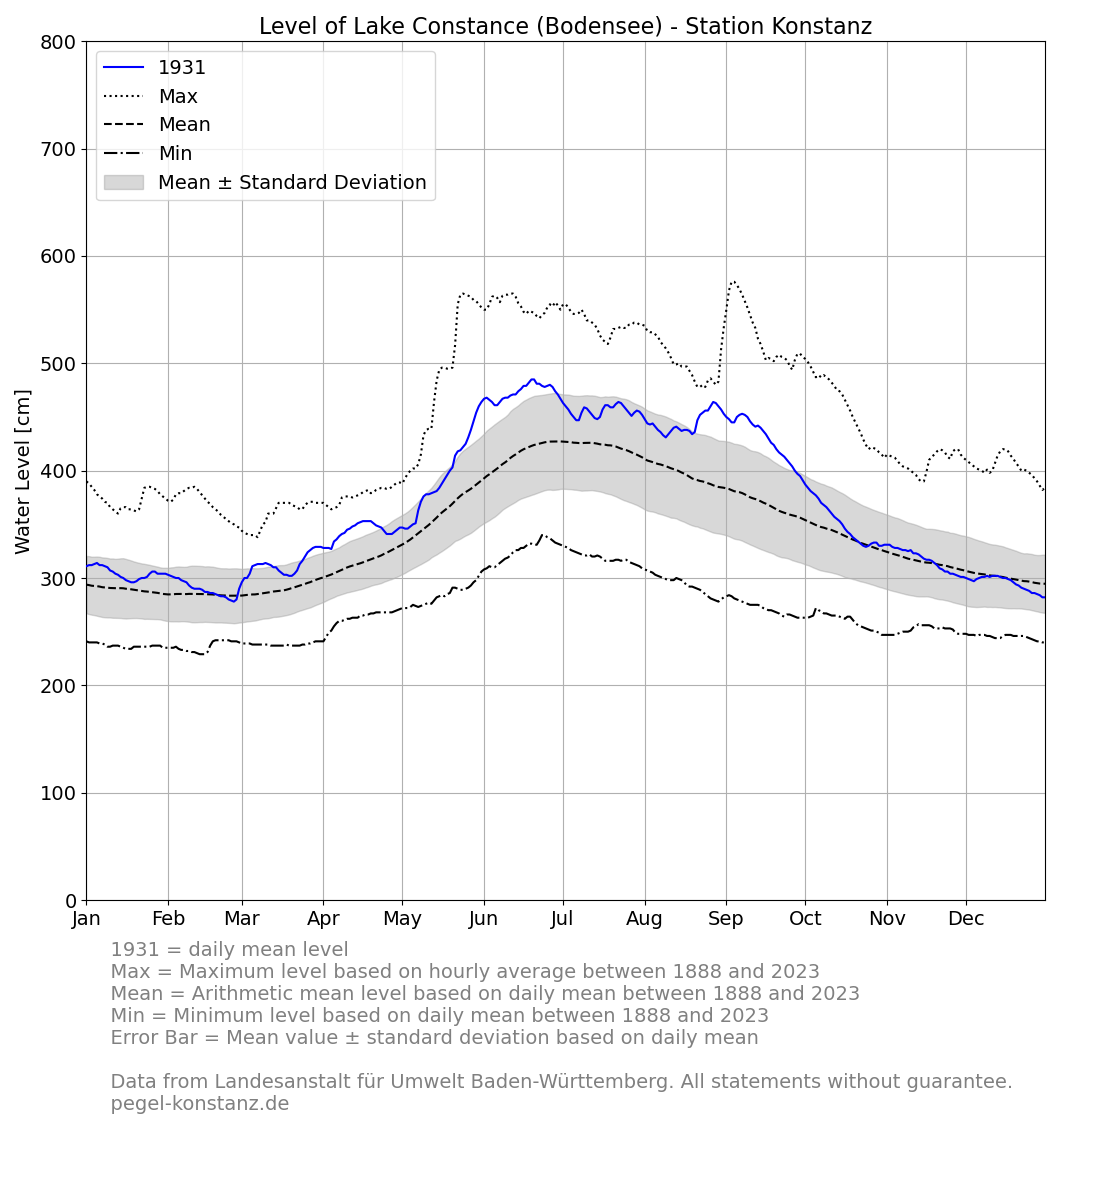 Level of Lake Constance (Bodensee) - Station Konstanz
800
700
600
500
400
300
200
100
0
Water Level [cm]
1931
Max
Mean
Min
Mean ± Standard Deviation
Jan Feb Mar Apr May Jun Jul Aug Sep Oct Nov Dec
1931 = daily mean level
Max = Maximum level based on hourly average between 1888 and 2023
Mean = Arithmetic mean level based on daily mean between 1888 and 2023
Min = Minimum level based on daily mean between 1888 and 2023
Error Bar = Mean value ± standard deviation based on daily mean
Data from Landesanstalt für Umwelt Baden-Württemberg. All statements without guarantee.
pegel-konstanz.de